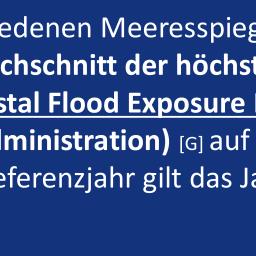 edenen Meeresspieg
chschnitt der höchst
stal Flood Exposure
dministration) [G] auf
eferenzjahr gilt das Ja